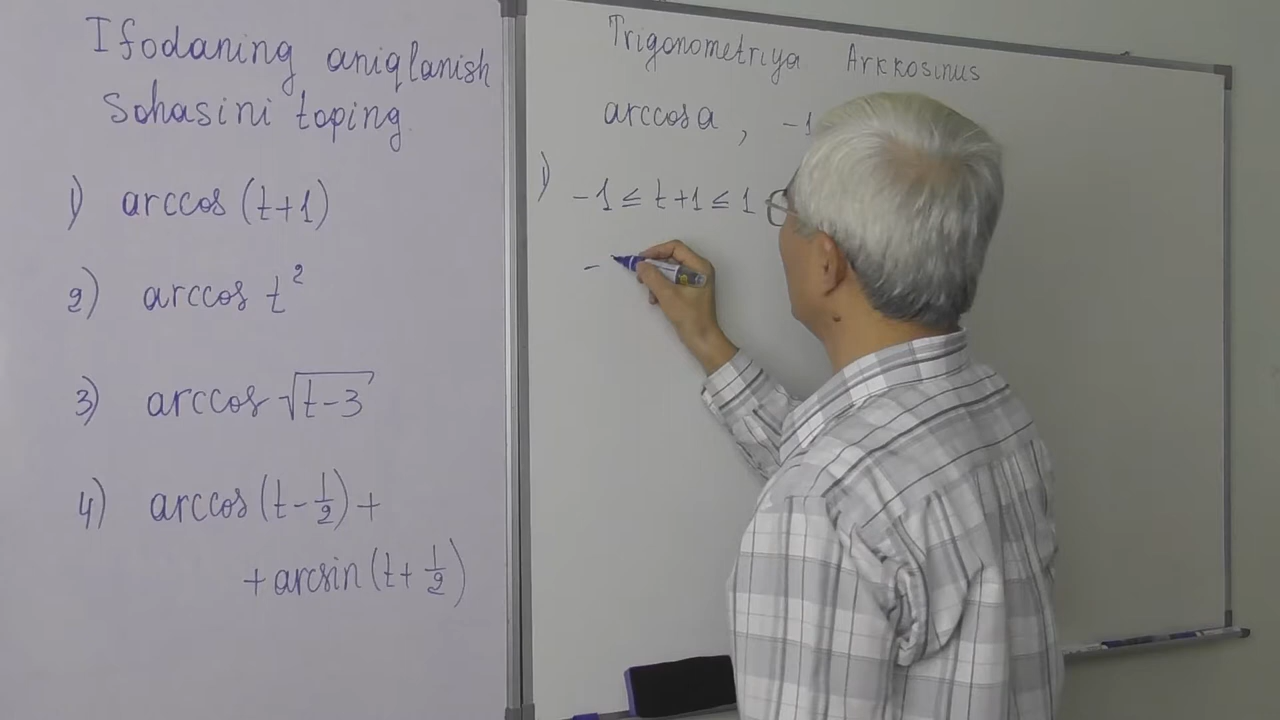 Ifodaning aniqlanish
sohasini toping
1) arccos (t+1)
2) arccos t²
3) arccos √(t-3)
4) arccos (t - 1/2) +
+ arcsin (t + 1/2)
Trigonometriya Arkkosinus
arccos a , -1
1) -1 ≤ t+1 ≤ 1
-